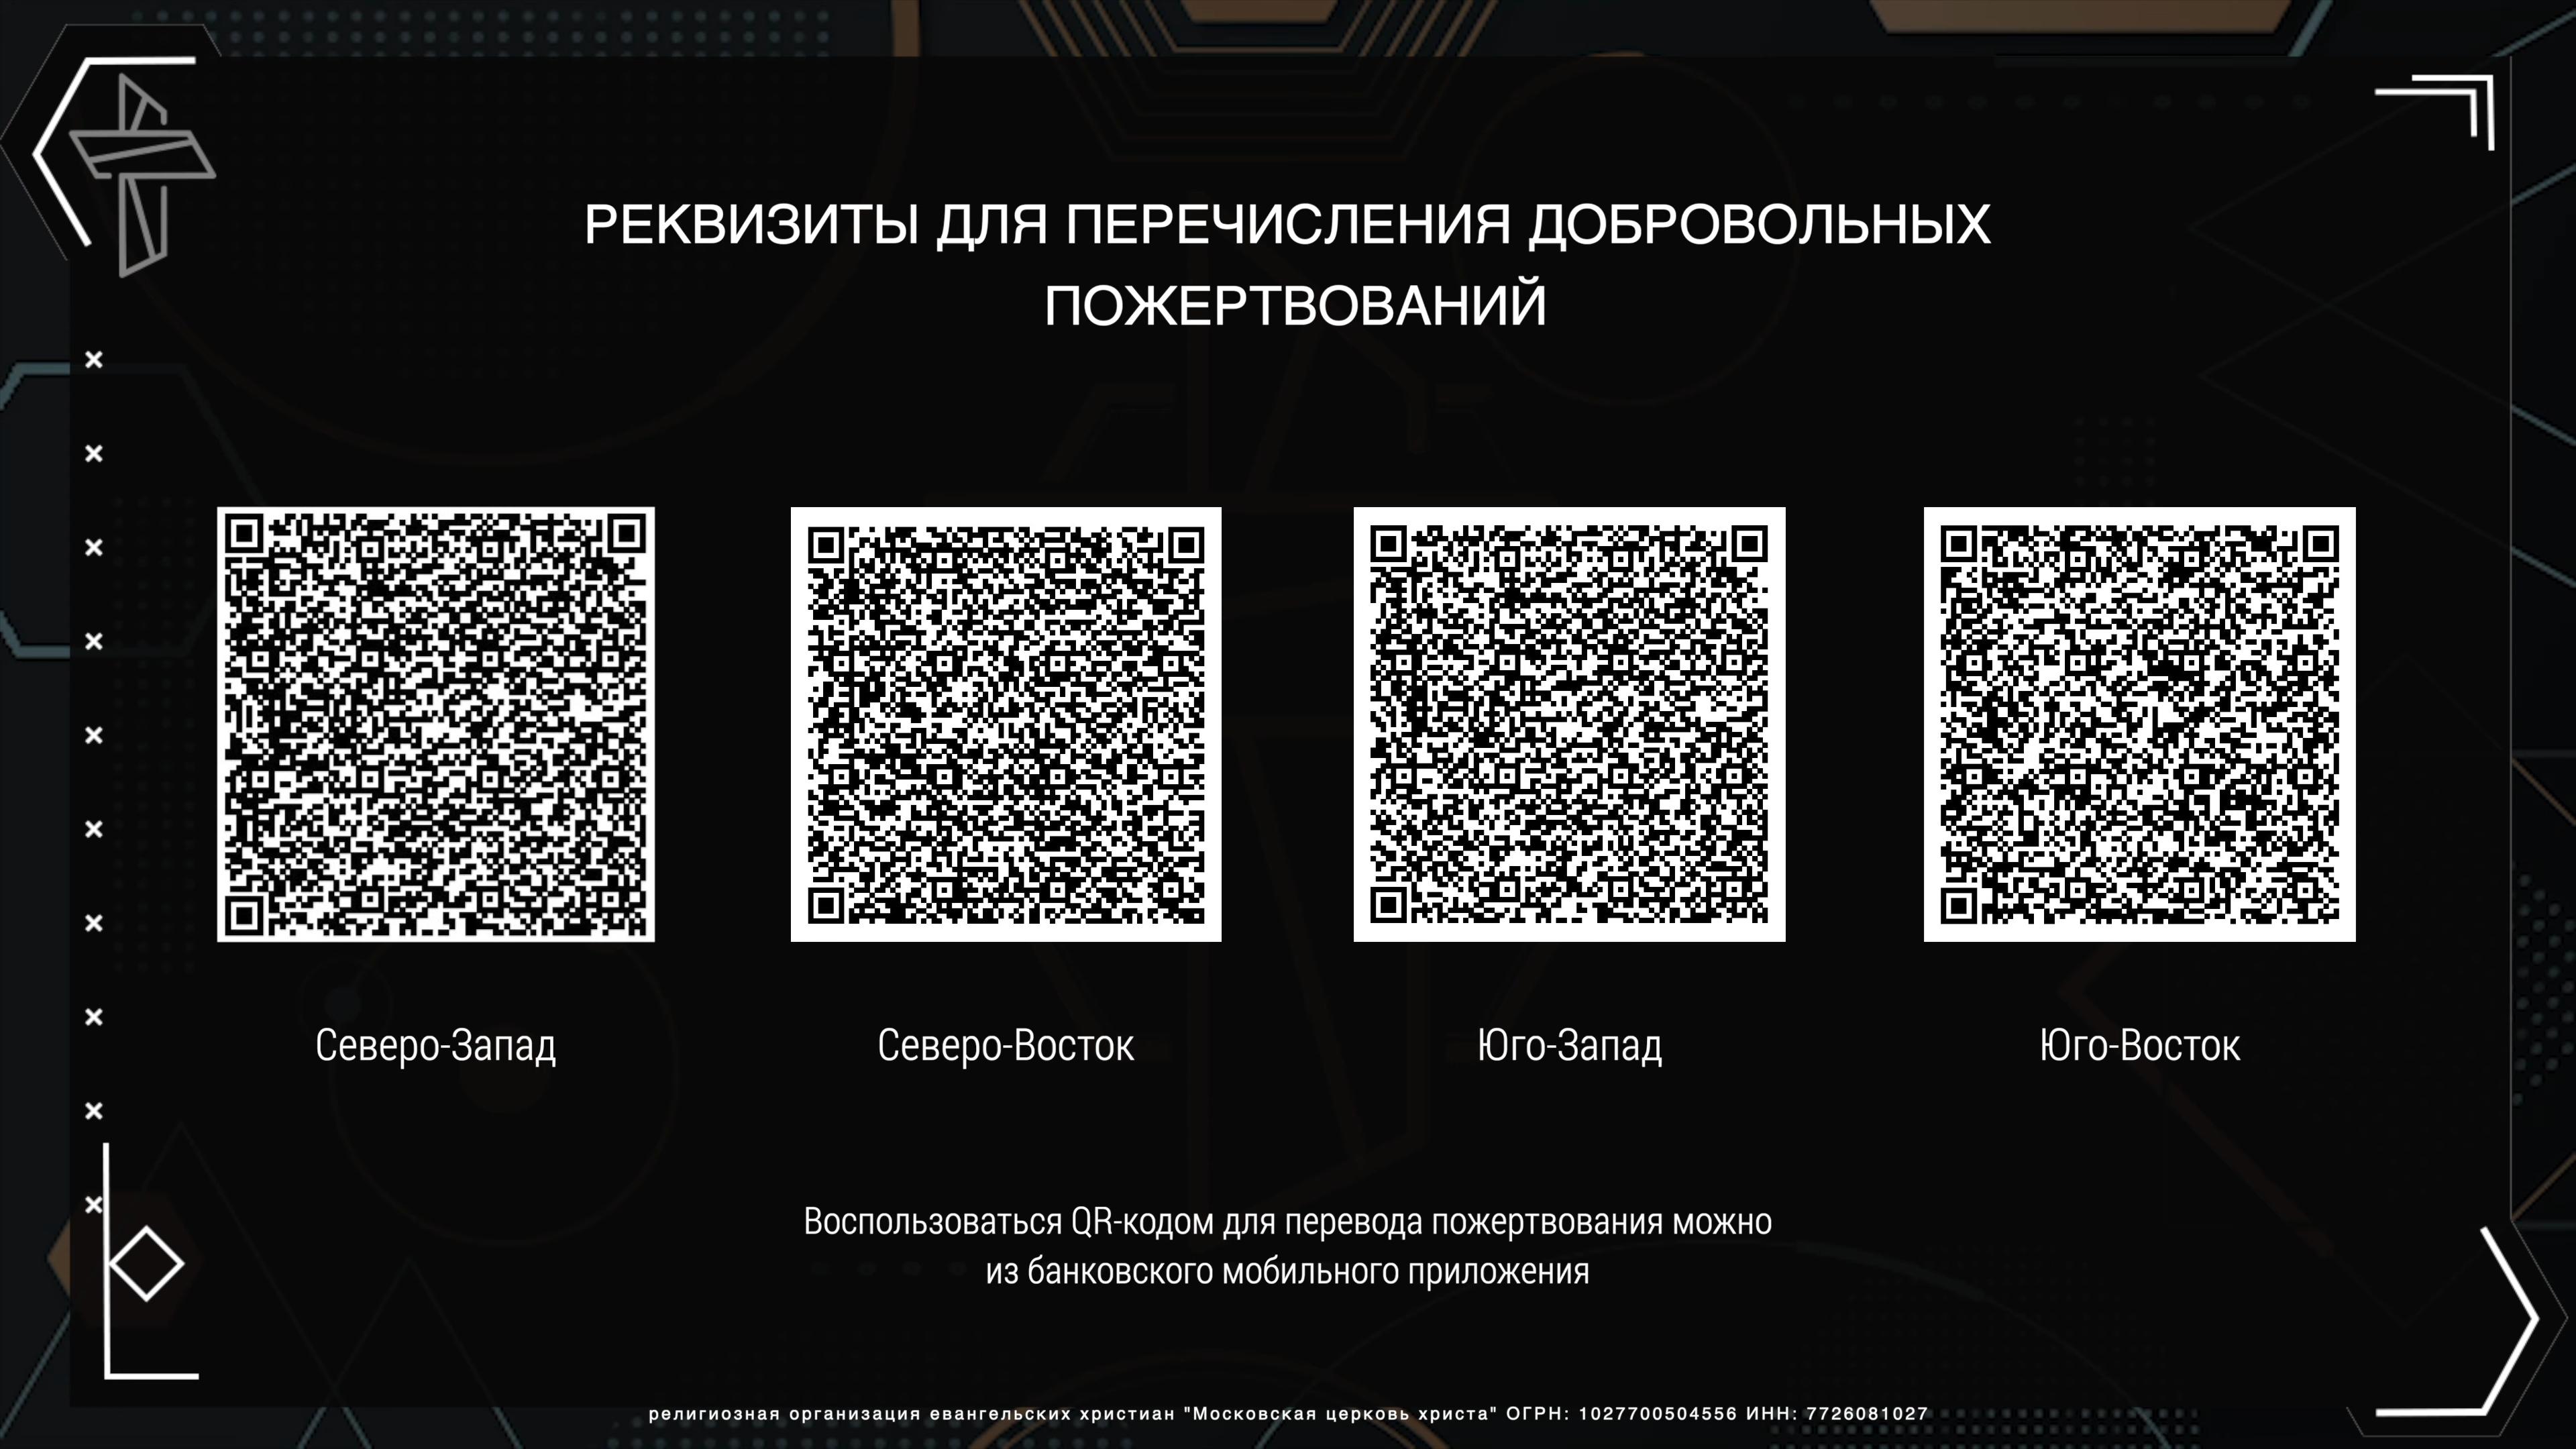 РЕКВИЗИТЫ ДЛЯ ПЕРЕЧИСЛЕНИЯ ДОБРОВОЛЬНЫХ
ПОЖЕРТВОВАНИЙ
Северо-Запад
Северо-Восток
Юго-Запад
Юго-Восток
Воспользоваться QR-кодом для перевода пожертвования можно
из банковского мобильного приложения
религиозная организация евангельских христиан "Московская церковь христа" ОГРН: 1027700504556 ИНН: 7726081027